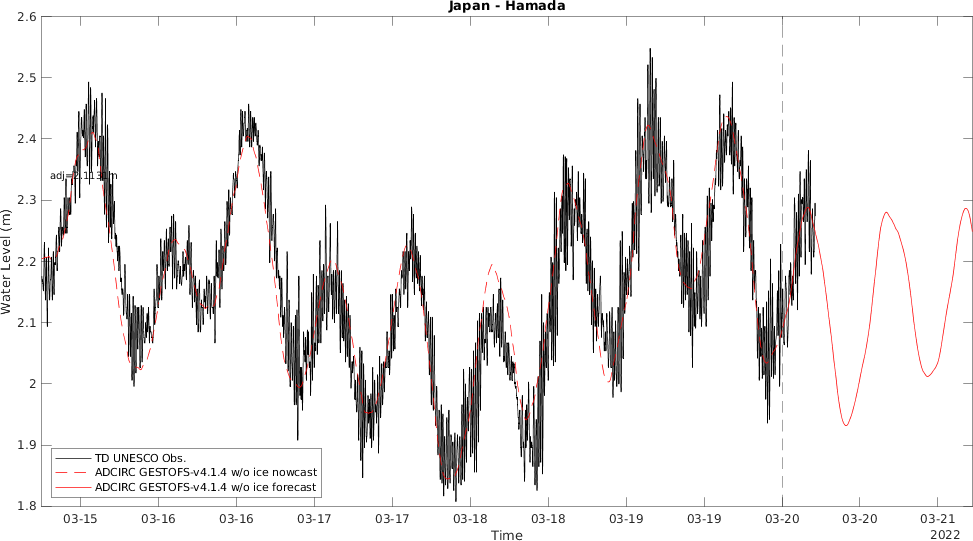 Japan - Hamada
2.6
2.5
2.4
2.3
2.2
2.1
2
1.9
1.8
Water Level (m)
TD UNESCO Obs.
ADCIRC GESTOFS-v4.1.4 w/o ice nowcast
ADCIRC GESTOFS-v4.1.4 w/o ice forecast
03-15 03-16 03-16 03-17 03-17 03-18 03-18 03-19 03-19 03-20 03-20 03-21
Time
2022